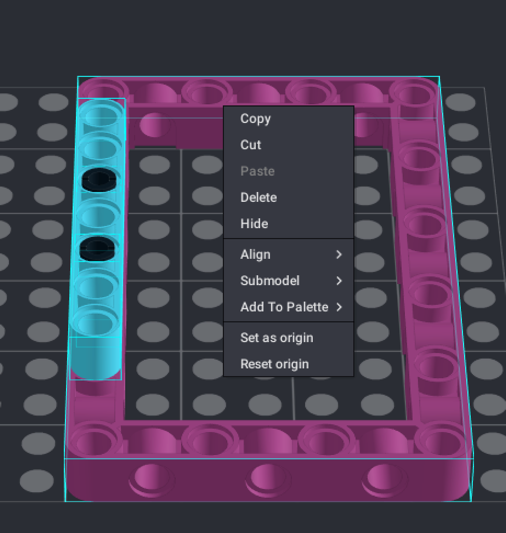 Copy
Cut
Paste
Delete
Hide
Align
Submodel
Add To Palette
Set as origin
Reset origin